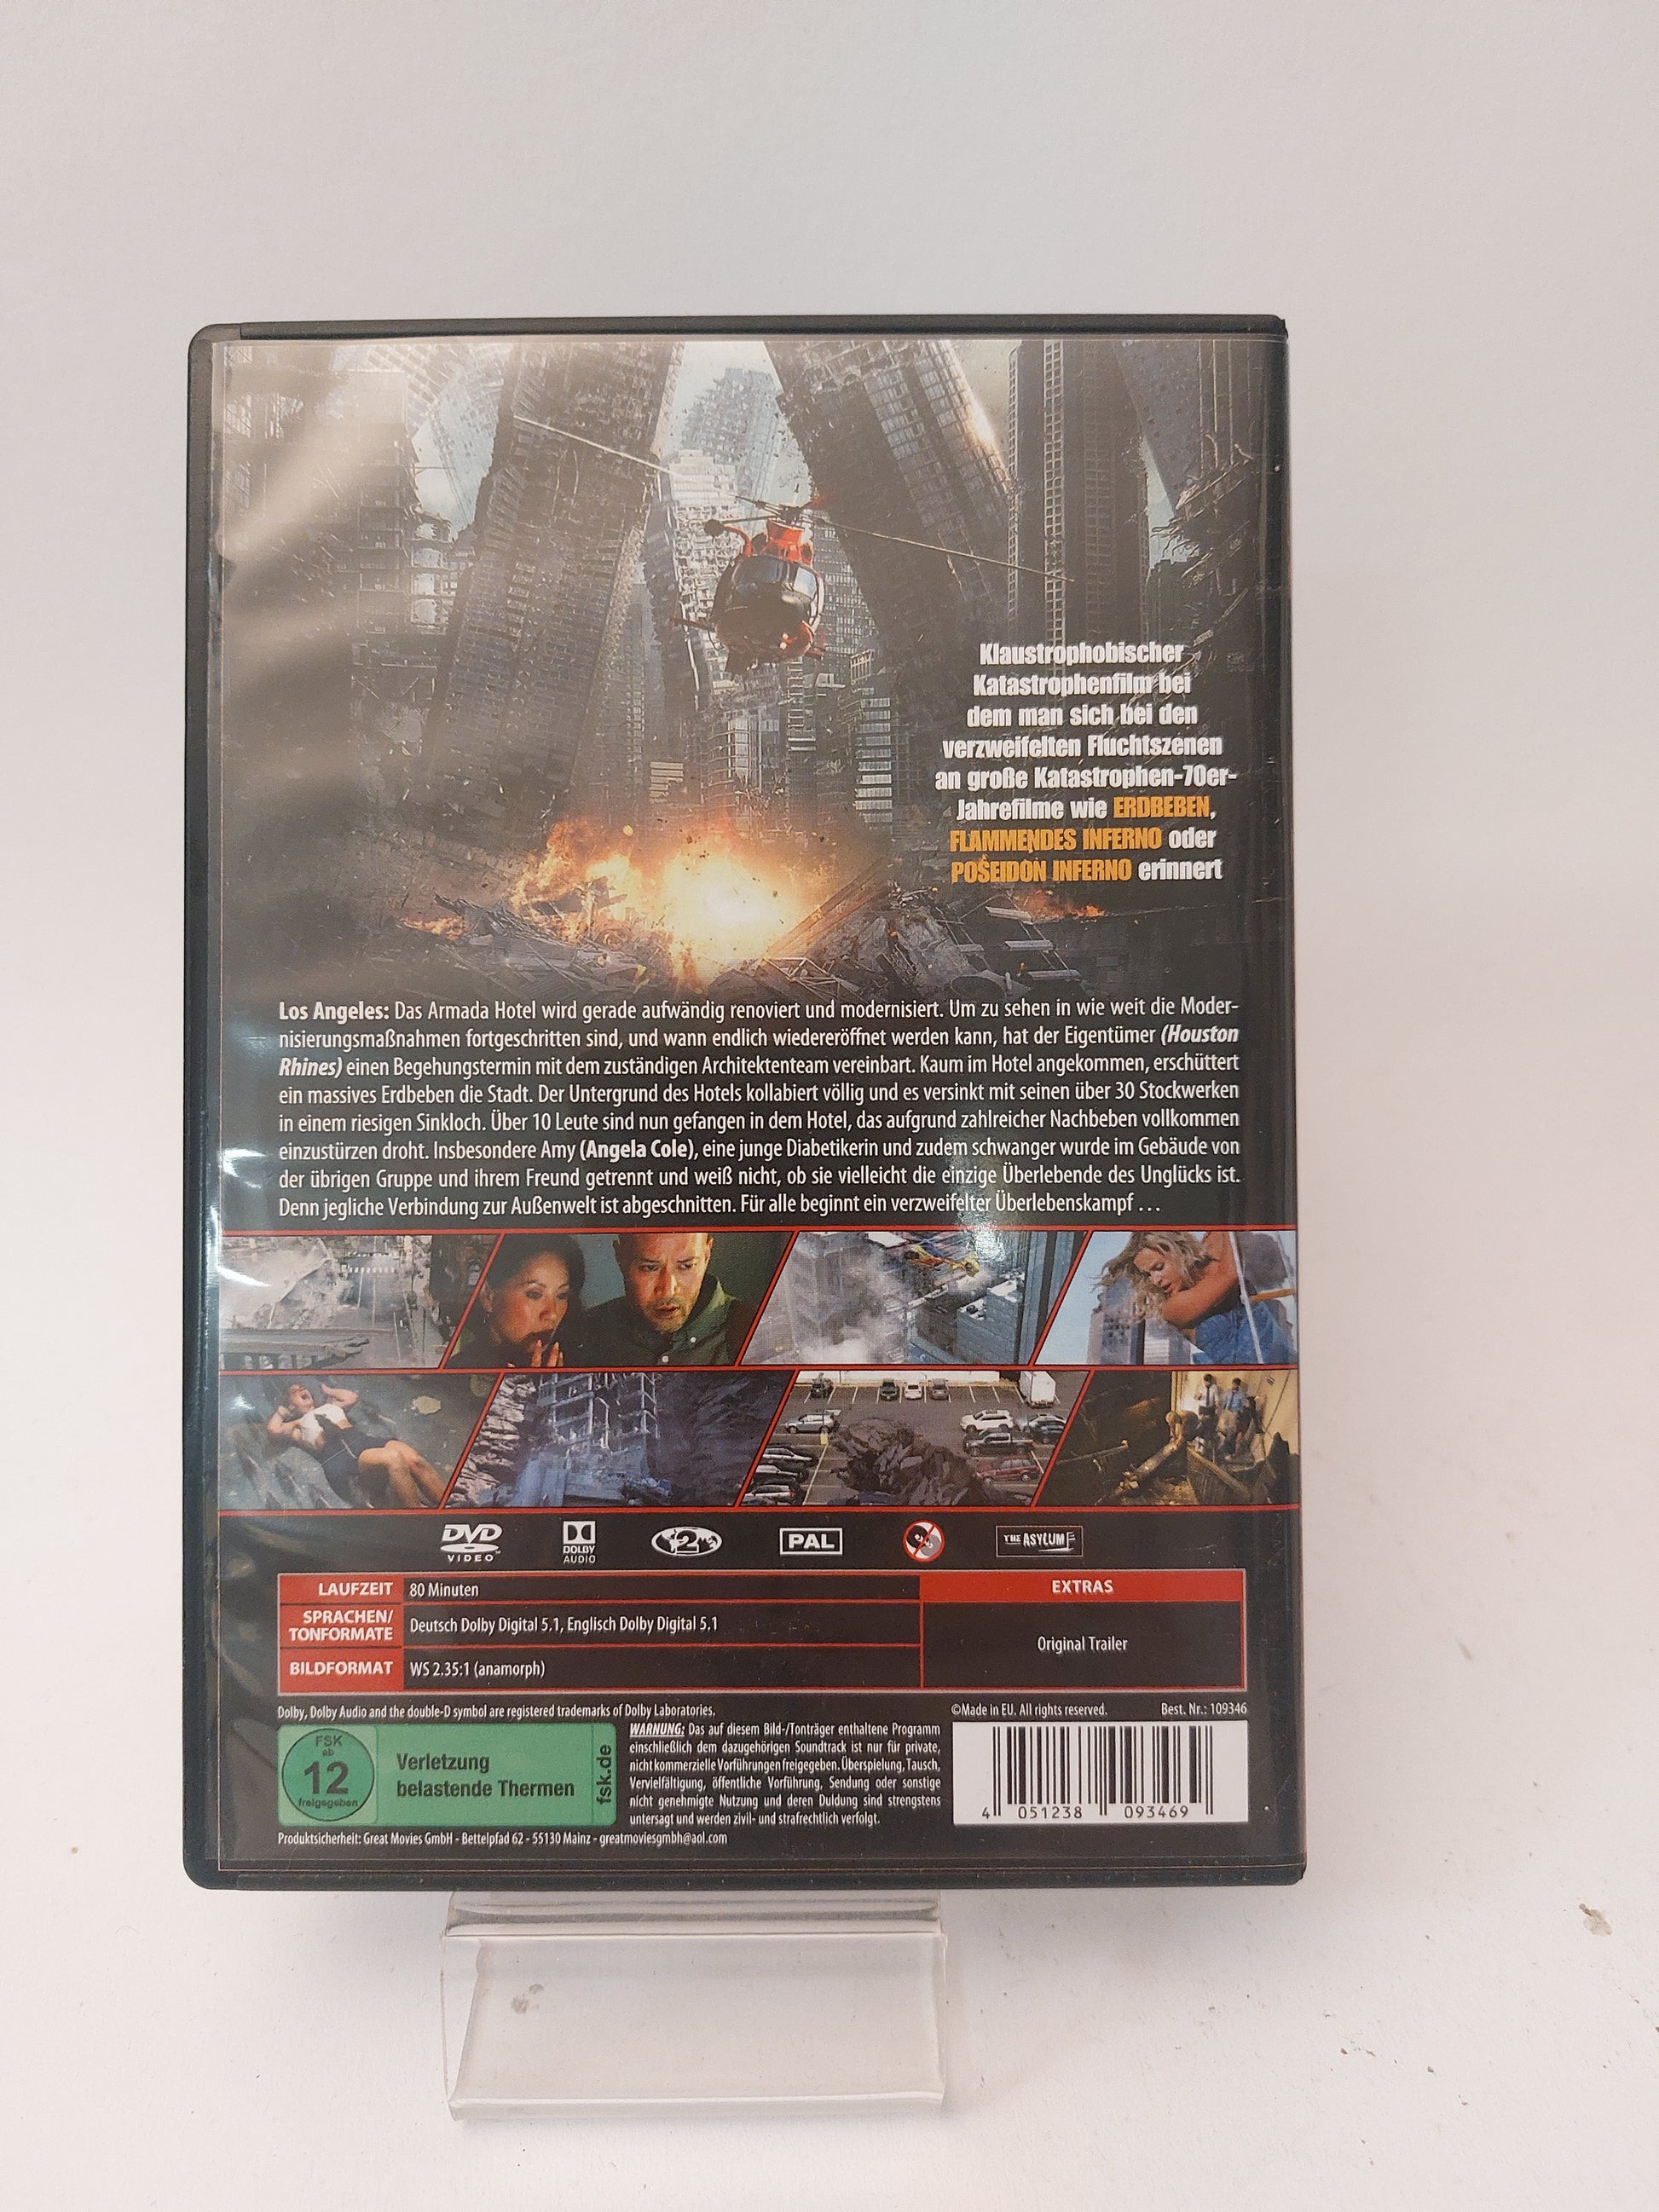 Klaustrophobischer
Katastrophenfilm bei
dem man sich bei den
verzweifelten Fluchtszenen
an große Katastrophen-70er-
Jahrefilme wie ERDBEBEN,
FLAMMENDES INFERNO oder
POSEIDON INFERNO erinnert
Los Angeles: Das Armada Hotel wird gerade aufwändig renoviert und modernisiert. Um zu sehen in wie weit die Moder-
nisierungsmaßnahmen fortgeschritten sind, und wann endlich wiedereröffnet werden kann, hat der Eigentümer (Houston
Rhines) einen Begehungstermin mit dem zuständigen Architektenteam vereinbart. Kaum im Hotel angekommen, erschüttert
ein massives Erdbeben die Stadt. Der Untergrund des Hotels kollabiert völlig und es versinkt mit seinen über 30 Stockwerken
in einem riesigen Sinkloch. Über 10 Leute sind nun gefangen in dem Hotel, das aufgrund zahlreicher Nachbeben vollkommen
einzustürzen droht. Insbesondere Amy (Angela Cole), eine junge Diabetikerin und zudem schwanger wurde im Gebäude von
der übrigen Gruppe und ihrem Freund getrennt und weiß nicht, ob sie vielleicht die einzige Überlebende des Unglücks ist.
Denn jegliche Verbindung zur Außenwelt ist abgeschnitten. Für alle beginnt ein verzweifelter Überlebenskampf ...
DVD VIDEO
DOLBY AUDIO
2
PAL
THE ASYLUM
LAUFZEIT 80 Minuten
SPRACHEN/
TONFORMATE Deutsch Dolby Digital 5.1, Englisch Dolby Digital 5.1
BILDFORMAT WS 2.35:1 (anamorph)
EXTRAS
Original Trailer
Dolby, Dolby Audio and the double-D symbol are registered trademarks of Dolby Laboratories.
©Made in EU. All rights reserved. Best. Nr.: 109346
FSK
ab
12
freigegeben
Verletzung
belastende Thermen
fsk.de
WARNUNG: Das auf diesem Bild-/Tonträger enthaltene Programm
einschließlich dem dazugehörigen Soundtrack ist nur für private,
nicht kommerzielle Vorführungen freigegeben. Überspielung, Tausch,
Vervielfältigung, öffentliche Vorführung, Sendung oder sonstige
nicht genehmigte Nutzung und deren Duldung sind strengstens
untersagt und werden zivil- und strafrechtlich verfolgt.
4 051238 093469
Produktsicherheit: Great Movies GmbH - Bettelpfad 62 - 55130 Mainz - greatmoviesgmbh@aol.com